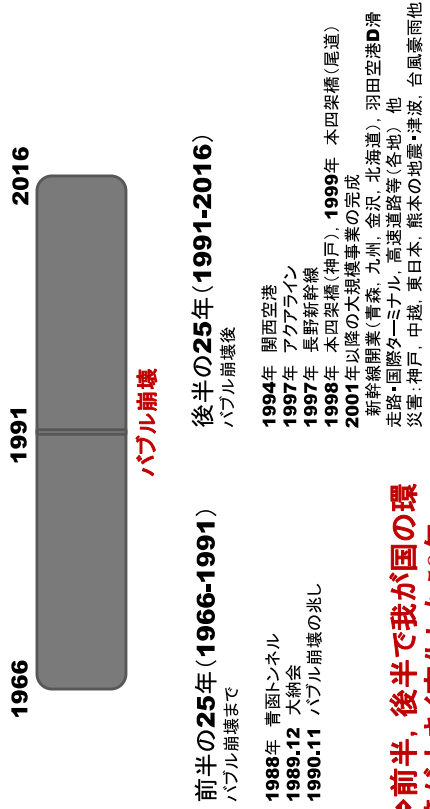 1966
1991
2016
バブル崩壊
前半の25年(1966-1991)
バブル崩壊まで
1988年 青函トンネル
1989.12 大納会
1990.11 バブル崩壊の兆し
後半の25年(1991-2016)
バブル崩壊後
1994年 関西空港
1997年 アクアライン
1997年 長野新幹線
1998年 本四架橋(神戸), 1999年 本四架橋(尾道)
2001年以降の大規模事業の完成
新幹線開業(青森, 九州, 金沢, 北海道), 羽田空港D滑
走路・国際ターミナル, 高速道路等(各地) 他
災害:神戸, 中越, 東日本, 熊本の地震・津波, 台風豪雨他
前半, 後半で我が国の環